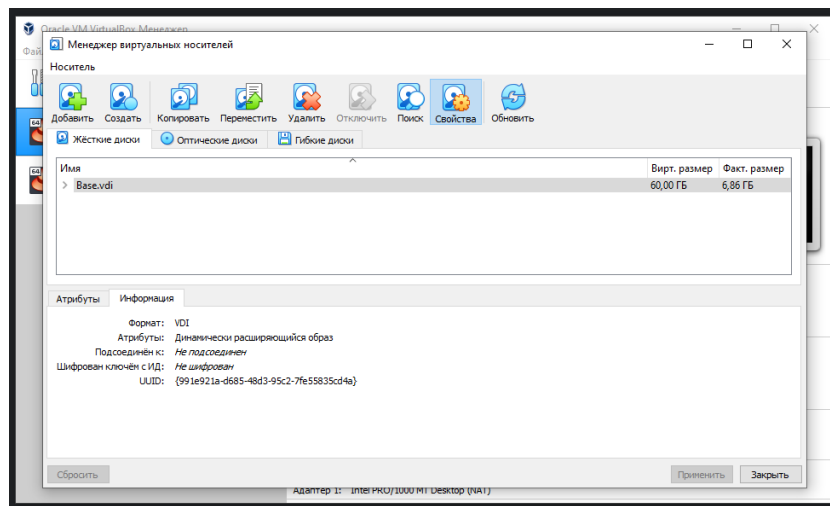 Oracle VM VirtualBox Менеджер
Менеджер виртуальных носителей
Носитель
Добавить Создать Копировать Переместить Удалить Отключить Поиск Свойства Обновить
Жёсткие диски Оптические диски Гибкие диски
Имя Вирт. размер Факт. размер
Base.vdi 60,00 ГБ 6,86 ГБ
Атрибуты Информация
Формат: VDI
Атрибуты: Динамически расширяющийся образ
Подсоединён к: Не подсоединен
Шифрован ключём с ИД: Не шифрован
UUID: {991e921a-d685-48d3-95c2-7fe55835cd4a}
Сбросить Применить Закрыть
Адаптер 1: Intel PRO/1000 MT Desktop (NAT)